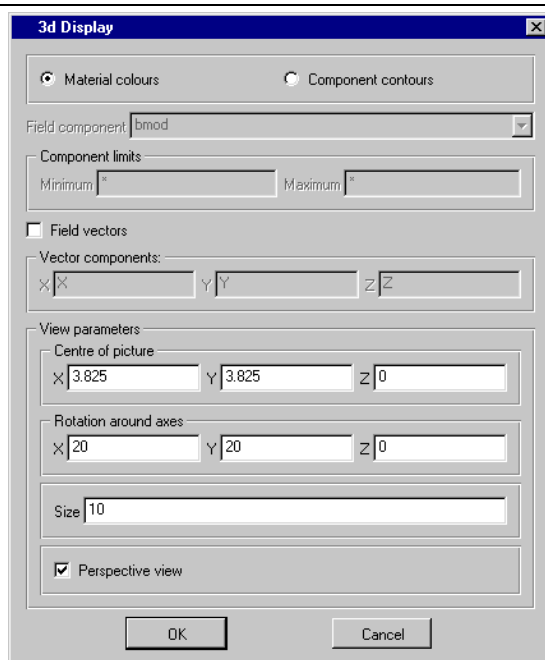 3d Display
Material colours Component contours
Field component bmod
Component limits
Minimum * Maximum *
Field vectors
Vector components:
X X Y Y Z Z
View parameters
Centre of picture
X 3.825 Y 3.825 Z 0
Rotation around axes
X 20 Y 20 Z 0
Size 10
Perspective view
OK Cancel